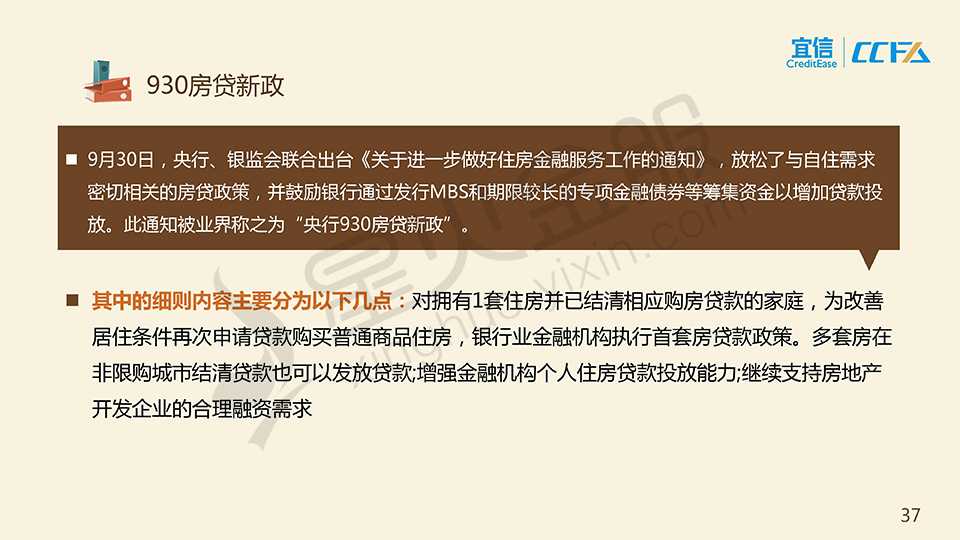 宜信
CreditEase
CCFA
930房贷新政
9月30日，央行、银监会联合出台《关于进一步做好住房金融服务工作的通知》，放松了与自住需求
密切相关的房贷政策，并鼓励银行通过发行MBS和期限较长的专项金融债券等筹集资金以增加贷款投
放。此通知被业界称之为“央行930房贷新政”。
其中的细则内容主要分为以下几点：对拥有1套住房并已结清相应购房贷款的家庭，为改善
居住条件再次申请贷款购买普通商品住房，银行业金融机构执行首套房贷款政策。多套房在
非限购城市结清贷款也可以发放贷款;增强金融机构个人住房贷款投放能力;继续支持房地产
开发企业的合理融资需求
星火金服
xinghuo.yixin.com
37